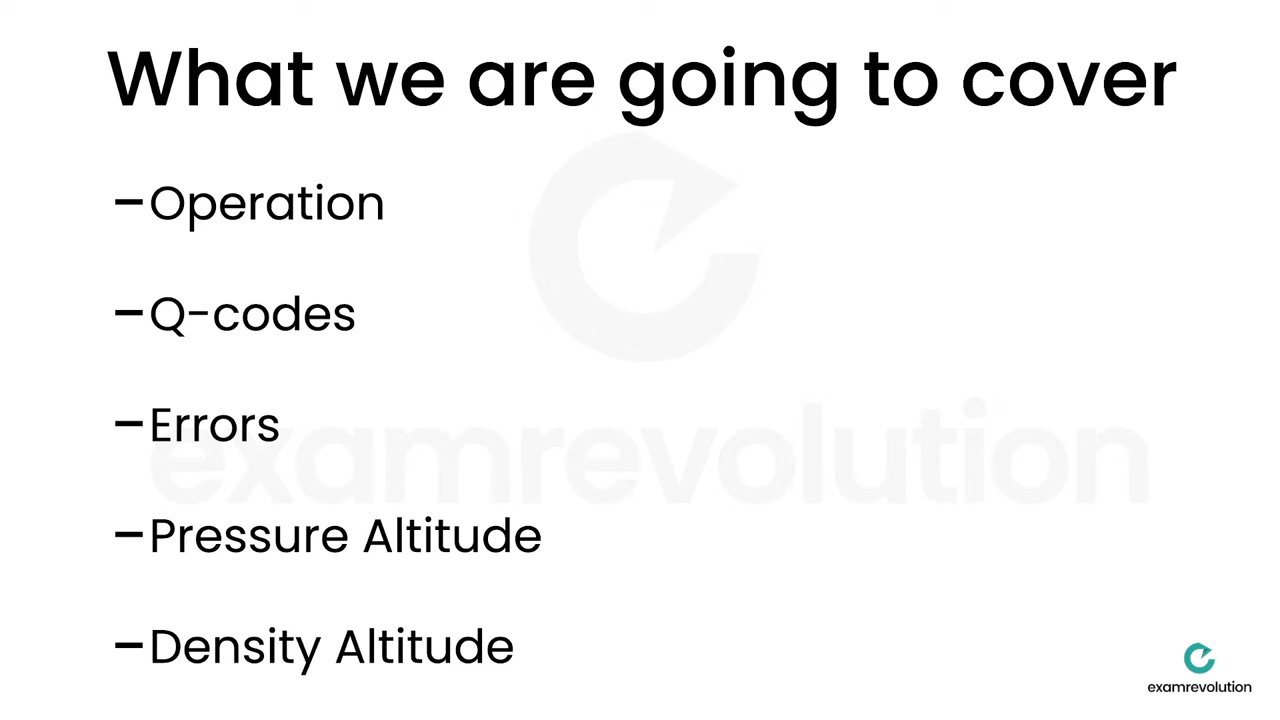 What we are going to cover
–Operation
–Q-codes
–Errors
examrevolution
–Pressure Altitude
–Density Altitude
examrevolution